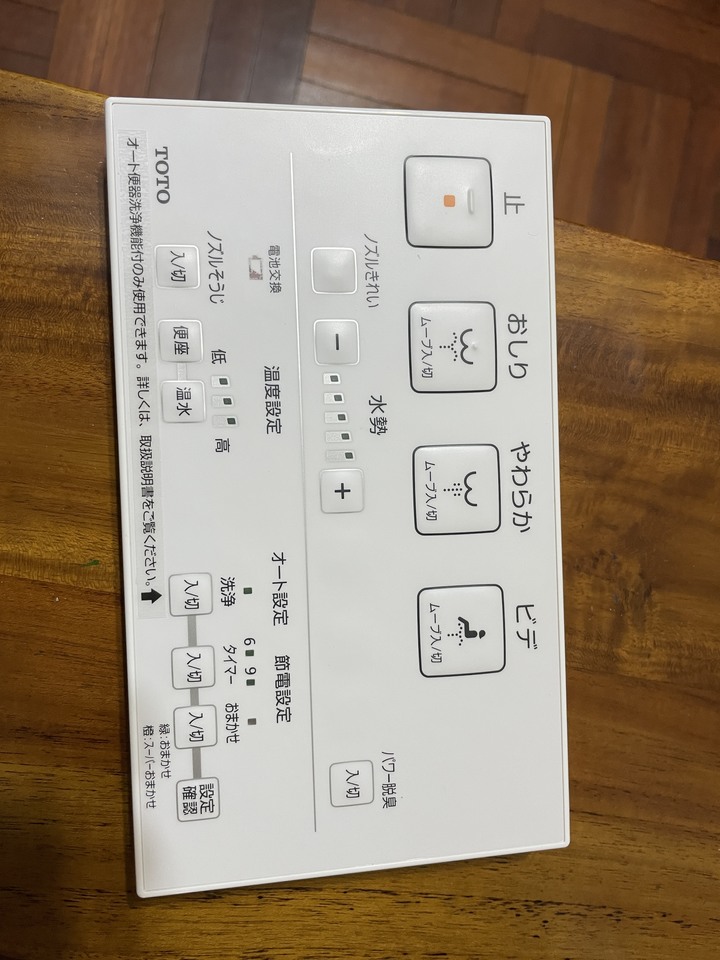 止
おしり
やわらか
ビデ
ムーブ入/切
ムーブ入/切
ムーブ入/切
ノズルきれい
水勢
パワー脱臭
−
+
入/切
電池交換
温度設定
オート設定
節電設定
ノズルそうじ
低
高
洗浄
6 9
タイマー
おまかせ
入/切
便座
温水
入/切
入/切
入/切
設定
確認
緑:おまかせ
橙:スーパーおまかせ
TOTO
オート便器洗浄機能付のみ使用できます。詳しくは、取扱説明書をご覧ください。